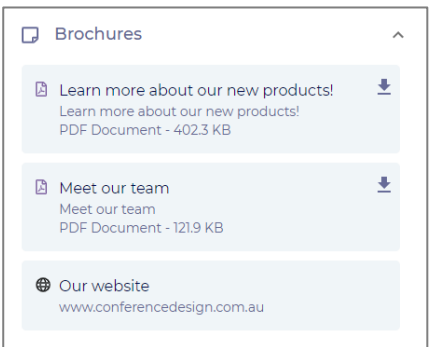 Brochures
Learn more about our new products!
Learn more about our new products!
PDF Document - 402.3 KB
Meet our team
Meet our team
PDF Document - 121.9 KB
Our website
www.conferencedesign.com.au